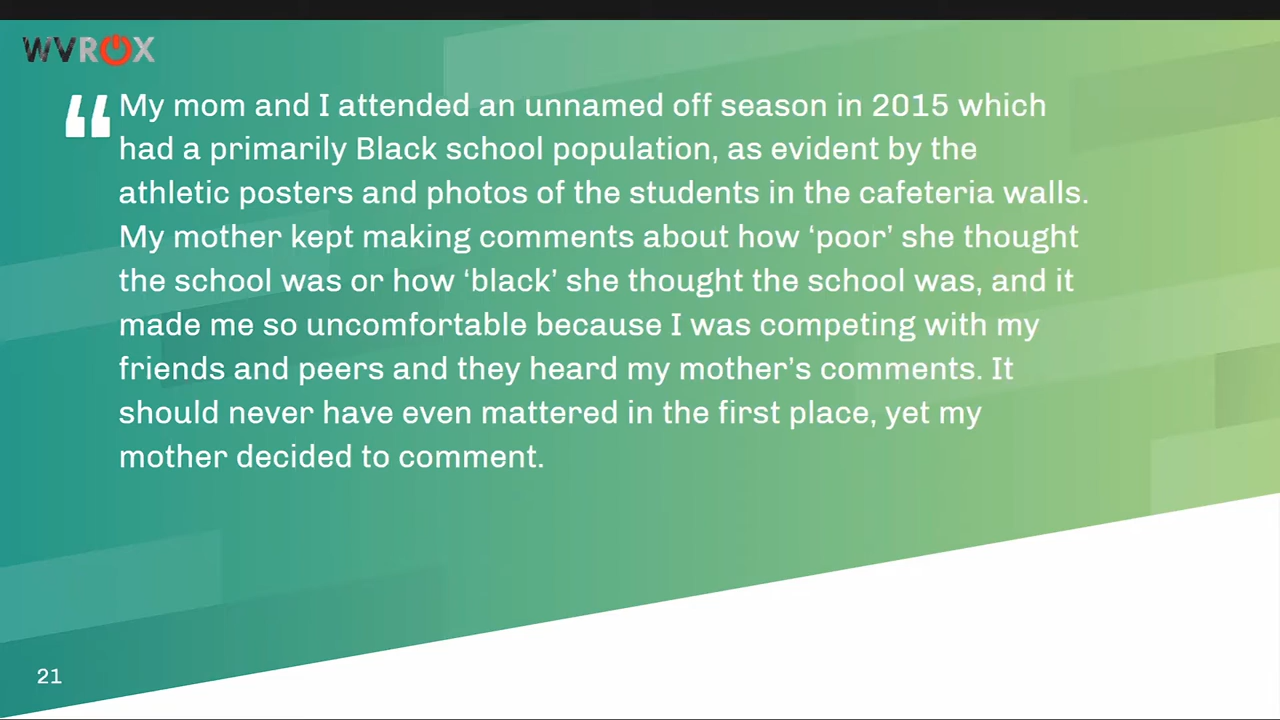 WVROX
“My mom and I attended an unnamed off season in 2015 which
had a primarily Black school population, as evident by the
athletic posters and photos of the students in the cafeteria walls.
My mother kept making comments about how ‘poor’ she thought
the school was or how ‘black’ she thought the school was, and it
made me so uncomfortable because I was competing with my
friends and peers and they heard my mother’s comments. It
should never have even mattered in the first place, yet my
mother decided to comment.
21